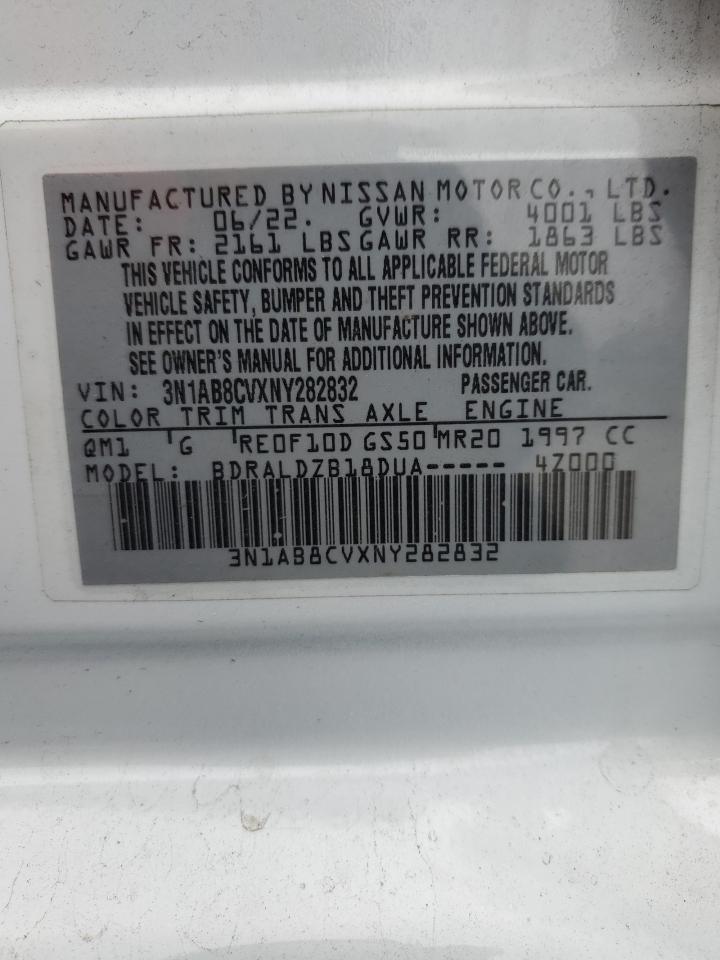 MANUFACTURED BY NISSAN MOTOR CO., LTD.
DATE: 06/22. GVWR: 4001 LBS
GAWR FR: 2161 LBS GAWR RR: 1863 LBS
THIS VEHICLE CONFORMS TO ALL APPLICABLE FEDERAL MOTOR
VEHICLE SAFETY, BUMPER AND THEFT PREVENTION STANDARDS
IN EFFECT ON THE DATE OF MANUFACTURE SHOWN ABOVE.
SEE OWNER'S MANUAL FOR ADDITIONAL INFORMATION.
VIN: 3N1AB8CVXNY282832 PASSENGER CAR.
COLOR TRIM TRANS AXLE ENGINE
QM1 G RE0F10D GS50 MR20 1997 CC
MODEL: BDRALDZB18DUA----- 4Z000
3N1AB8CVXNY282832